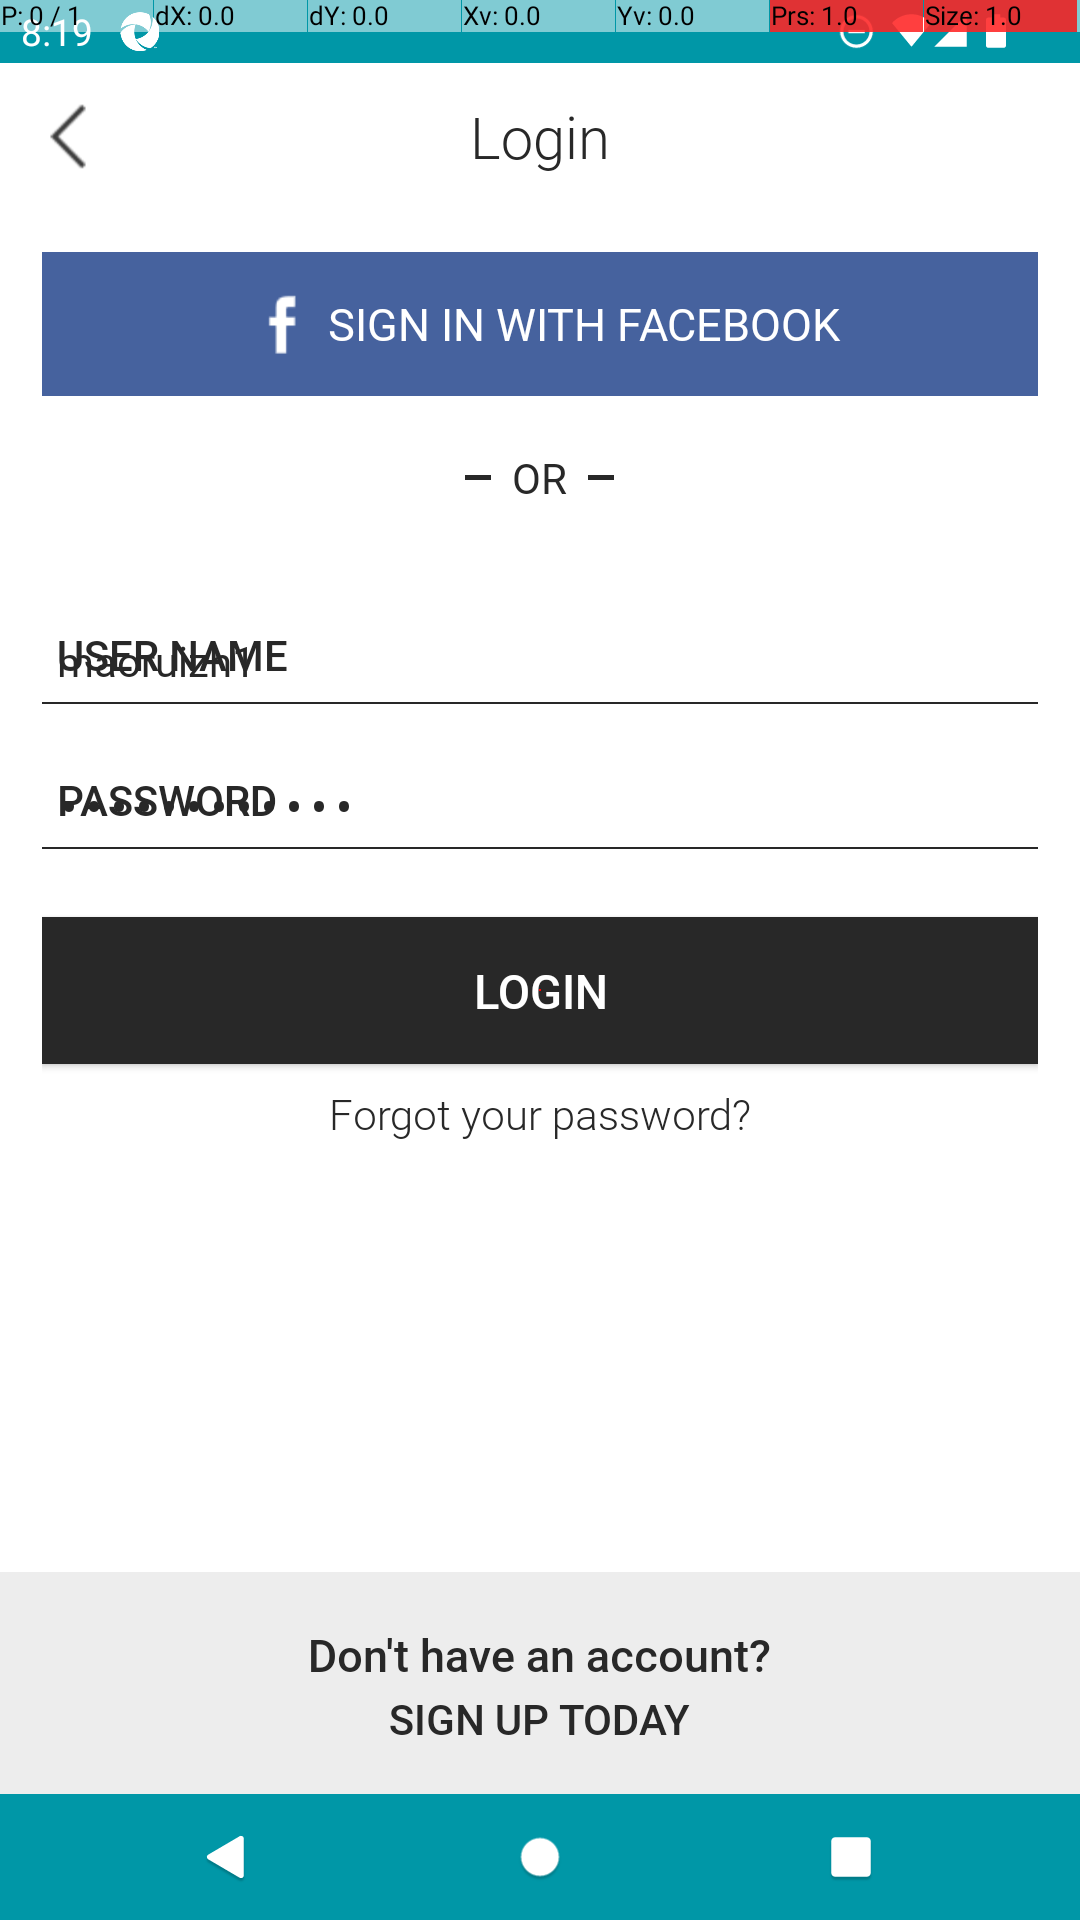 P: 0 / 1 dX: 0.0 dY: 0.0 Xv: 0.0 Yv: 0.0 Prs: 1.0 Size: 1.0
8:19
Login
f SIGN IN WITH FACEBOOK
– OR –
USER NAME
PASSWORD
LOGIN
Forgot your password?
Don't have an account?
SIGN UP TODAY